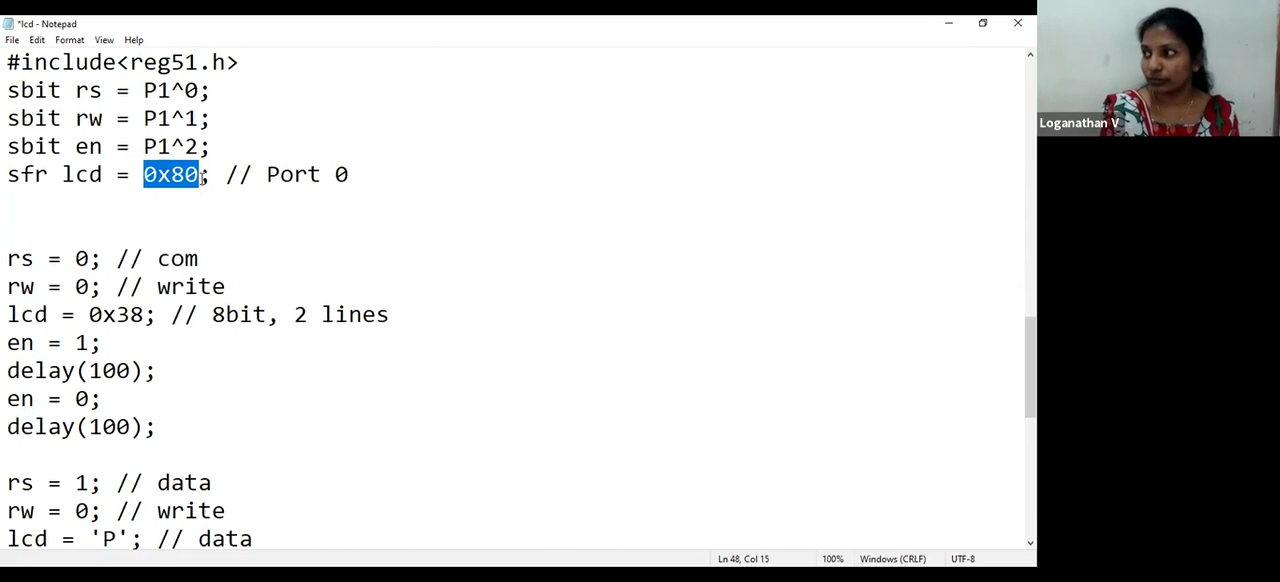 *lcd - Notepad
File Edit Format View Help
#include<reg51.h>
sbit rs = P1^0;
sbit rw = P1^1;
sbit en = P1^2;
sfr lcd = 0x80; // Port 0
rs = 0; // com
rw = 0; // write
lcd = 0x38; // 8bit, 2 lines
en = 1;
delay(100);
en = 0;
delay(100);
rs = 1; // data
rw = 0; // write
lcd = 'P'; // data
Ln 48, Col 15 100% Windows (CRLF) UTF-8
Loganathan V